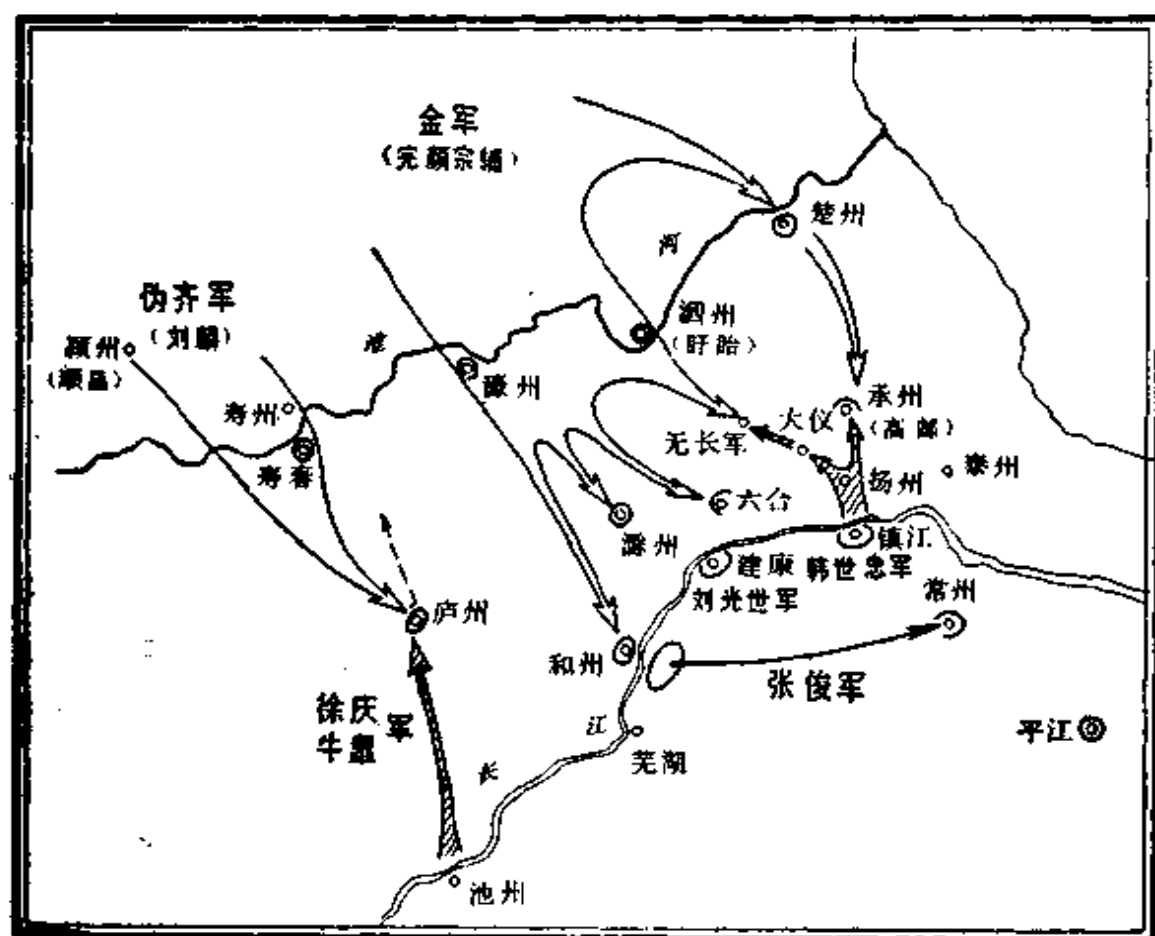 金军
(完颜宗辅)
楚州
河
伪齐军
(刘麟)
颍州
(顺昌)
淮
泗州
(盱眙)
濠州
寿州
寿春
承州
(高邮)
大仪
无长军
扬州
泰州
六合
滁州
镇江
建康
韩世忠军
刘光世军
常州
庐州
和州
张俊军
徐庆
牛皋
军
江
芜湖
平江
长
池州